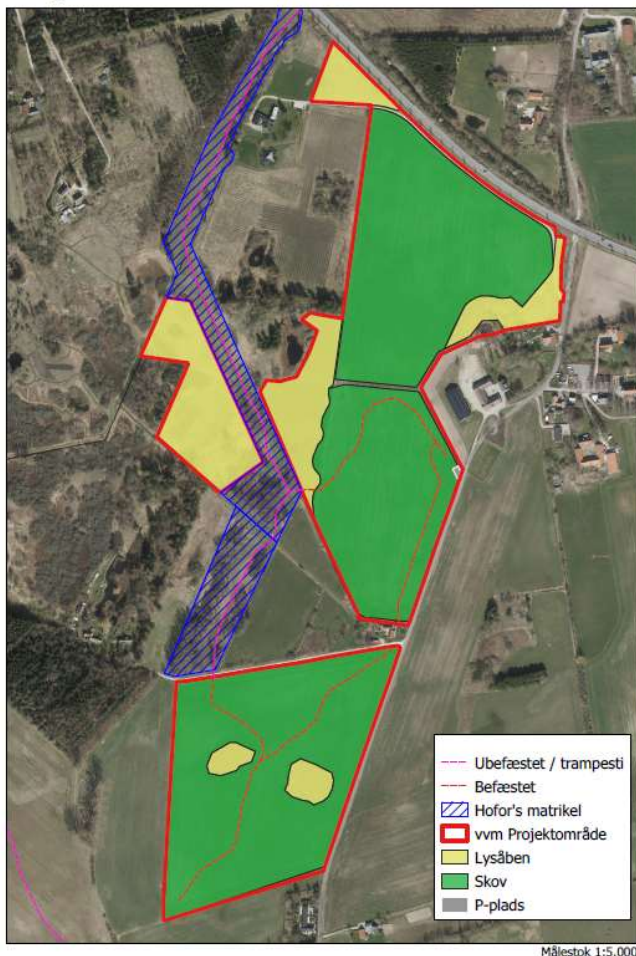 Ubefæstet / trampesti
Befæstet
Hofor's matrikel
vvm Projektområde
Lysåben
Skov
P-plads
Målestok 1:5.000